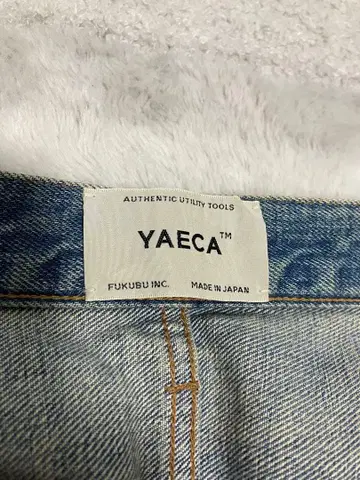 AUTHENTIC UTILITY TOOLS
YAECA™
FUKUBU INC. MADE IN JAPAN